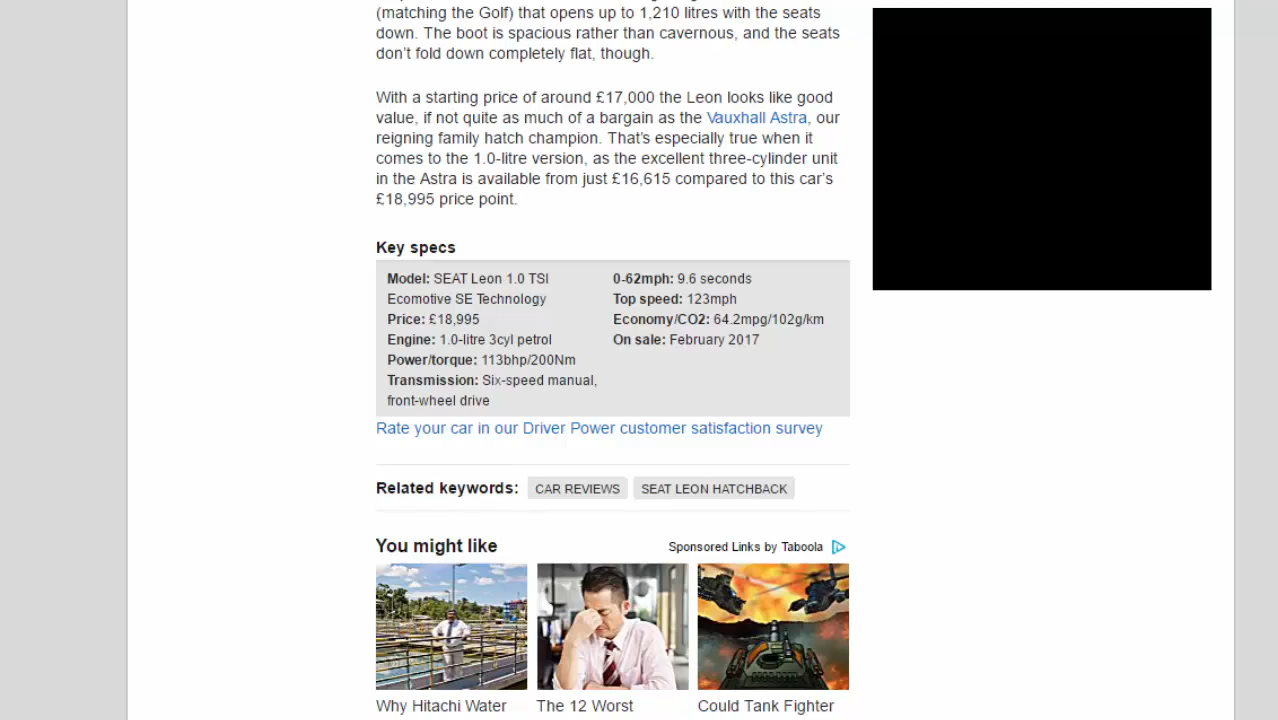 (matching the Golf) that opens up to 1,210 litres with the seats
down. The boot is spacious rather than cavernous, and the seats
don't fold down completely flat, though.
With a starting price of around £17,000 the Leon looks like good
value, if not quite as much of a bargain as the Vauxhall Astra, our
reigning family hatch champion. That's especially true when it
comes to the 1.0-litre version, as the excellent three-cylinder unit
in the Astra is available from just £16,615 compared to this car's
£18,995 price point.
Key specs
Model: SEAT Leon 1.0 TSI
Ecomotive SE Technology
Price: £18,995
Engine: 1.0-litre 3cyl petrol
Power/torque: 113bhp/200Nm
Transmission: Six-speed manual,
front-wheel drive
0-62mph: 9.6 seconds
Top speed: 123mph
Economy/CO2: 64.2mpg/102g/km
On sale: February 2017
Rate your car in our Driver Power customer satisfaction survey
Related keywords: CAR REVIEWS SEAT LEON HATCHBACK
You might like
Sponsored Links by Taboola
Why Hitachi Water
The 12 Worst
Could Tank Fighter